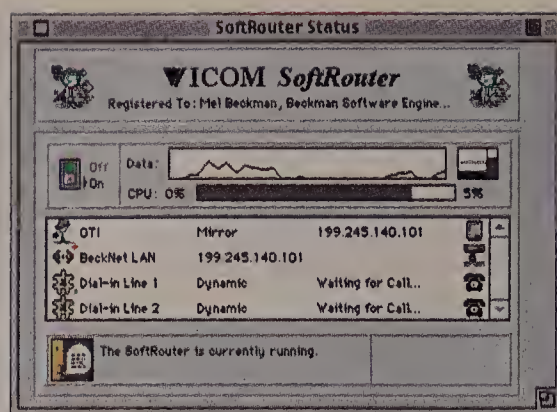 SoftRouter Status
VICOM SoftRouter
Registered To: Mel Beckman, Beckman Software Engine...
Off
On
Data:
CPU: 0% 5%
OTI Mirror 199.245.140.101
BeckNet LAN 199.245.140.101
Dial-in Line 1 Dynamic Waiting for Call...
Dial-in Line 2 Dynamic Waiting for Call...
The SoftRouter is currently running.